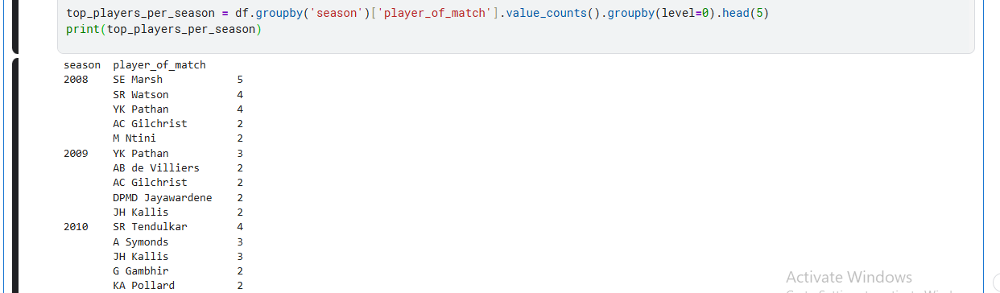 top_players_per_season = df.groupby('season')['player_of_match'].value_counts().groupby(level=0).head(5)
print(top_players_per_season)
season  player_of_match
2008    SE Marsh            5
        SR Watson           4
        YK Pathan           4
        AC Gilchrist        2
        M Ntini             2
2009    YK Pathan           3
        AB de Villiers      2
        AC Gilchrist        2
        DPMD Jayawardene    2
        JH Kallis           2
2010    SR Tendulkar        4
        A Symonds           3
        JH Kallis           3
        G Gambhir           2
        KA Pollard          2
Activate Windows